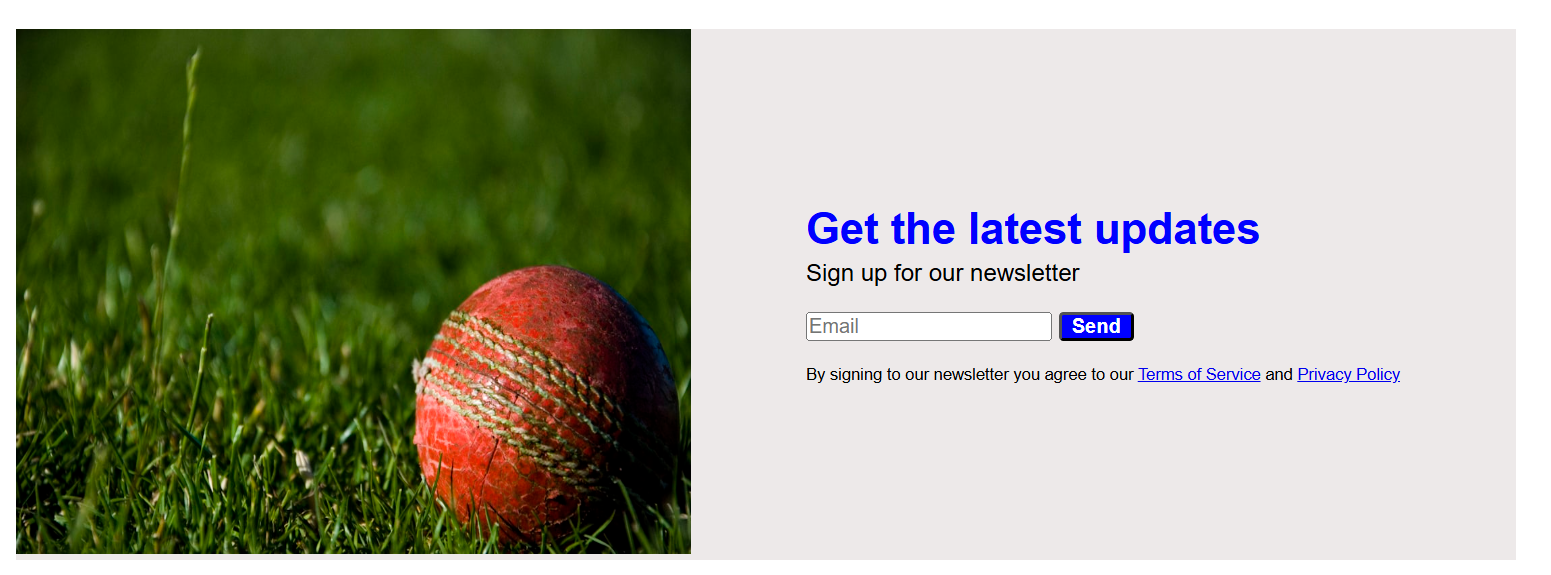 Get the latest updates
Sign up for our newsletter
Email Send
By signing to our newsletter you agree to our Terms of Service and Privacy Policy